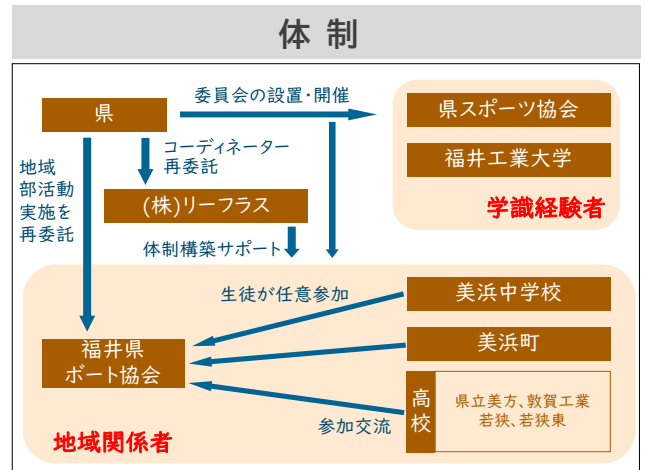 体制
県
委員会の設置・開催
県スポーツ協会
福井工業大学
学識経験者
コーディネーター
再委託
地域
部活動
実施を
再委託
(株)リーフラス
体制構築サポート
生徒が任意参加
美浜中学校
美浜町
福井県
ボート協会
高校
県立美方、敦賀工業
若狭、若狭東
参加交流
地域関係者